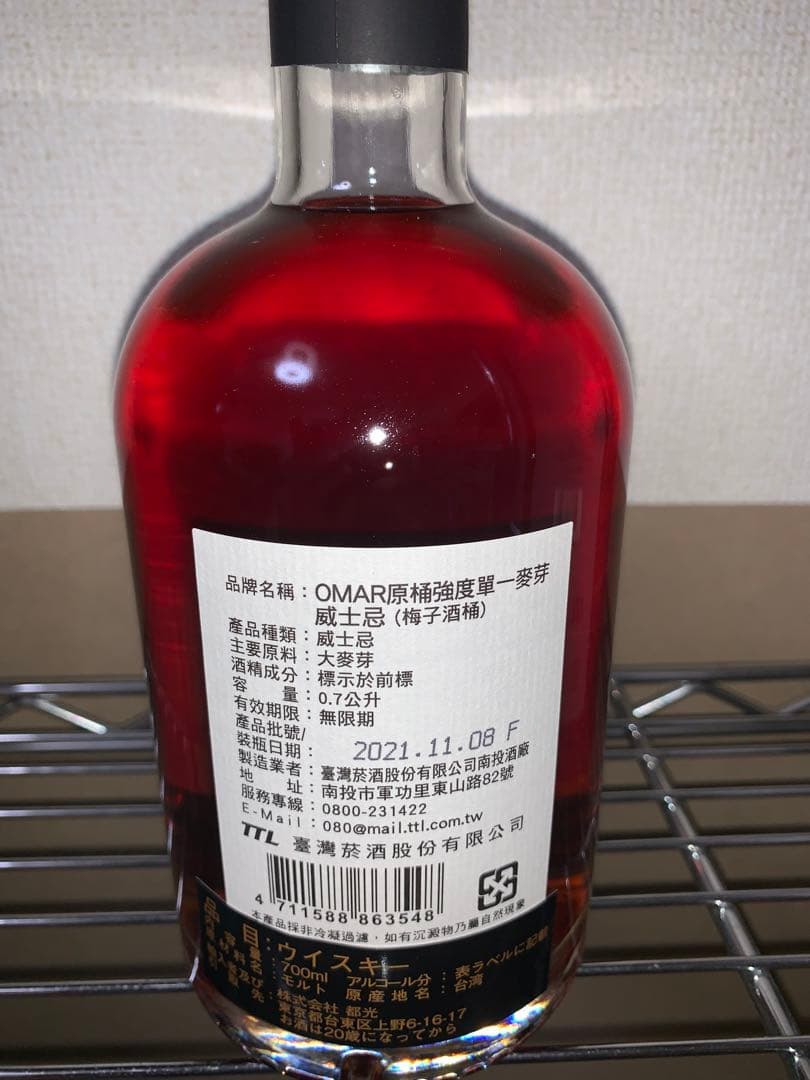 品牌名稱：OMAR原桶強度單一麥芽
威士忌（梅子酒桶）
產品種類：威士忌
主要原料：大麥芽
酒精成分：標示於前標
容　　量：0.7公升
有效期限：無限期
產品批號/
裝瓶日期：2021.11.08 F
製造業者：臺灣菸酒股份有限公司南投酒廠
地　　址：南投市軍功里東山路82號
服務專線：0800-231422
E-Mail：080@mail.ttl.com.tw
TTL 臺灣菸酒股份有限公司
4 711588 863548
本產品採非冷凝過濾，如有沉澱物乃屬自然現象
品　目：ウイスキー
容量：700ml アルコール分：表ラベルに記載
原材料名：モルト 原産地名：台湾
株式会社 都光
東京都台東区上野6-16-17
お酒は20歳になってから